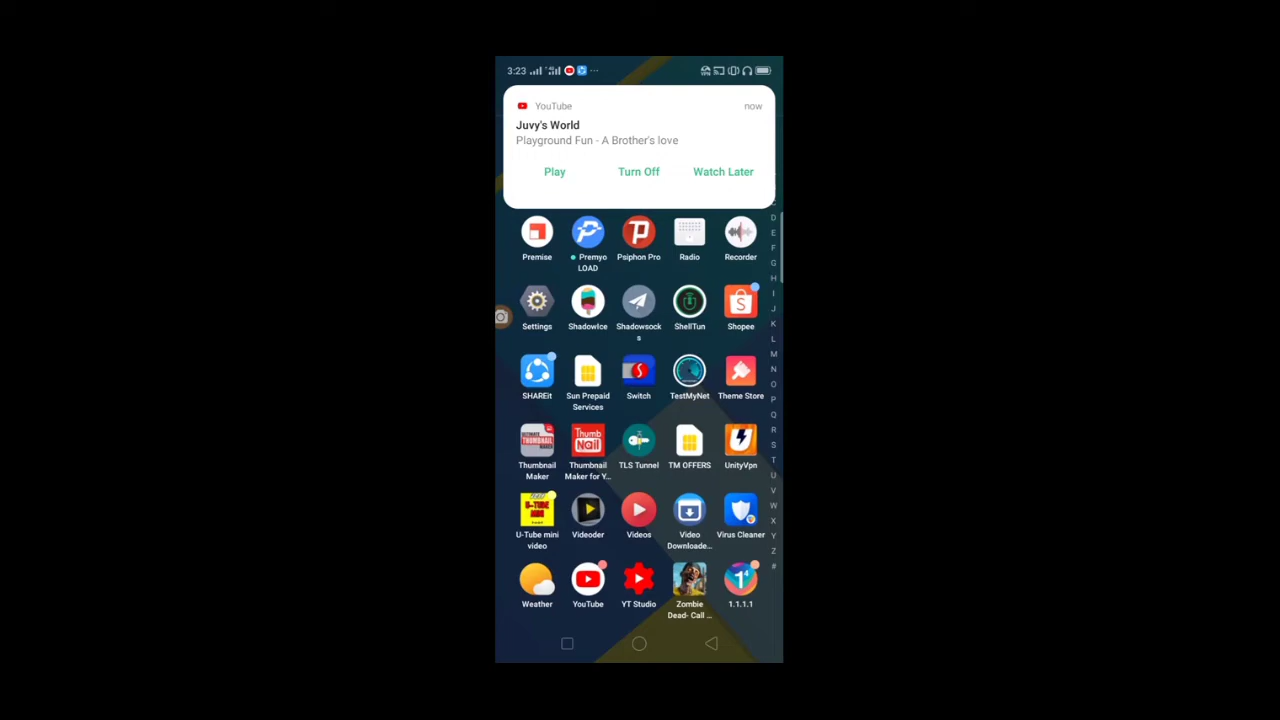 3:23
YouTube
now
Juvy's World
Playground Fun - A Brother's love
Play
Turn Off
Watch Later
Premise
Premyo
LOAD
Psiphon Pro
Radio
Recorder
Settings
ShadowIce
Shadowsock
s
ShellTun
Shopee
SHAREit
Sun Prepaid
Services
Switch
TestMyNet
Theme Store
Thumbnail
Maker
Thumb
Nail
Thumbnail
Maker for Y...
TLS Tunnel
TM OFFERS
UnityVpn
U-Tube mini
video
Videoder
Videos
Video
Downloade...
Virus Cleaner
Weather
YouTube
YT Studio
Zombie
Dead- Call ...
1.1.1.1
D
E
F
G
H
I
J
K
L
M
N
O
P
Q
R
S
T
U
V
W
X
Y
Z
#